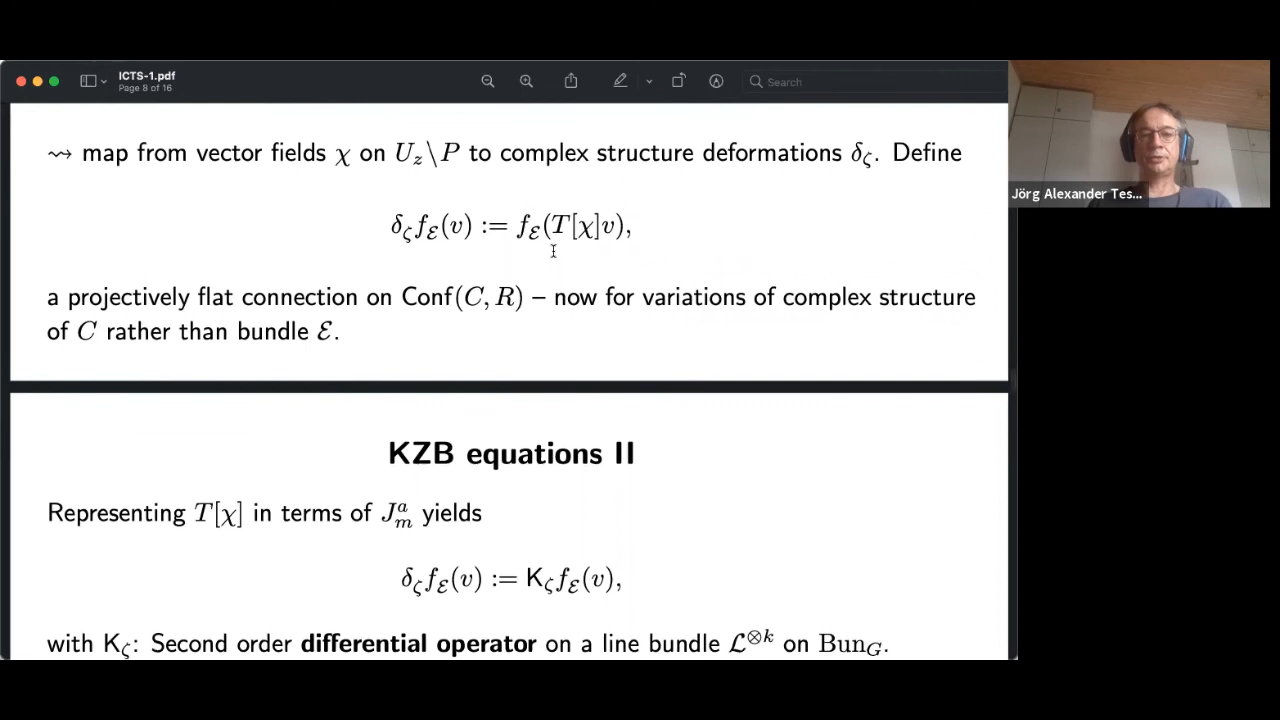 ICTS-1.pdf
Page 8 of 16
Search
⇝ map from vector fields χ on U_z\P to complex structure deformations δ_ζ. Define
δ_ζ f_ℰ(v) := f_ℰ(T[χ]v),
a projectively flat connection on Conf(C, R) – now for variations of complex structure
of C rather than bundle ℰ.
Jörg Alexander Tes...
KZB equations II
Representing T[χ] in terms of J^a_m yields
δ_ζ f_ℰ(v) := K_ζ f_ℰ(v),
with K_ζ: Second order differential operator on a line bundle ℒ^{⊗k} on Bun_G.